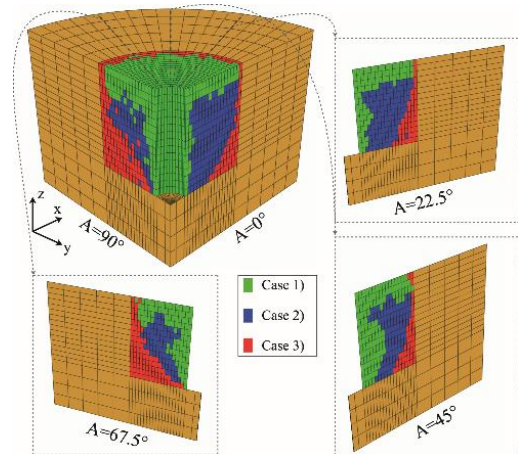 z
x
y
A=90°
A=0°
A=22.5°
Case 1)
Case 2)
Case 3)
A=67.5°
A=45°